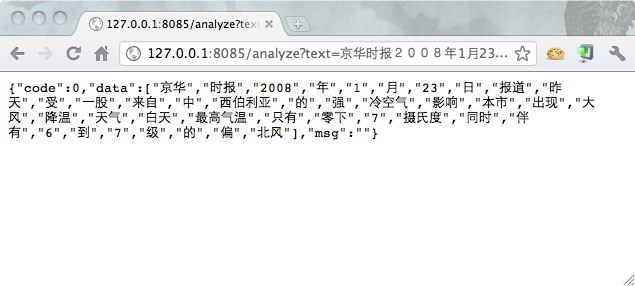 127.0.0.1:8085/analyze?tex
127.0.0.1:8085/analyze?text=京华时报２００８年1月23...
{"code":0,"data":["京华","时报","2008","年","1","月","23","日","报道","昨
天","受","一股","来自","中","西伯利亚","的","强","冷空气","影响","本市","出现","大
风","降温","天气","白天","最高气温","只有","零下","7","摄氏度","同时","伴
有","6","到","7","级","的","偏","北风"],"msg":""}